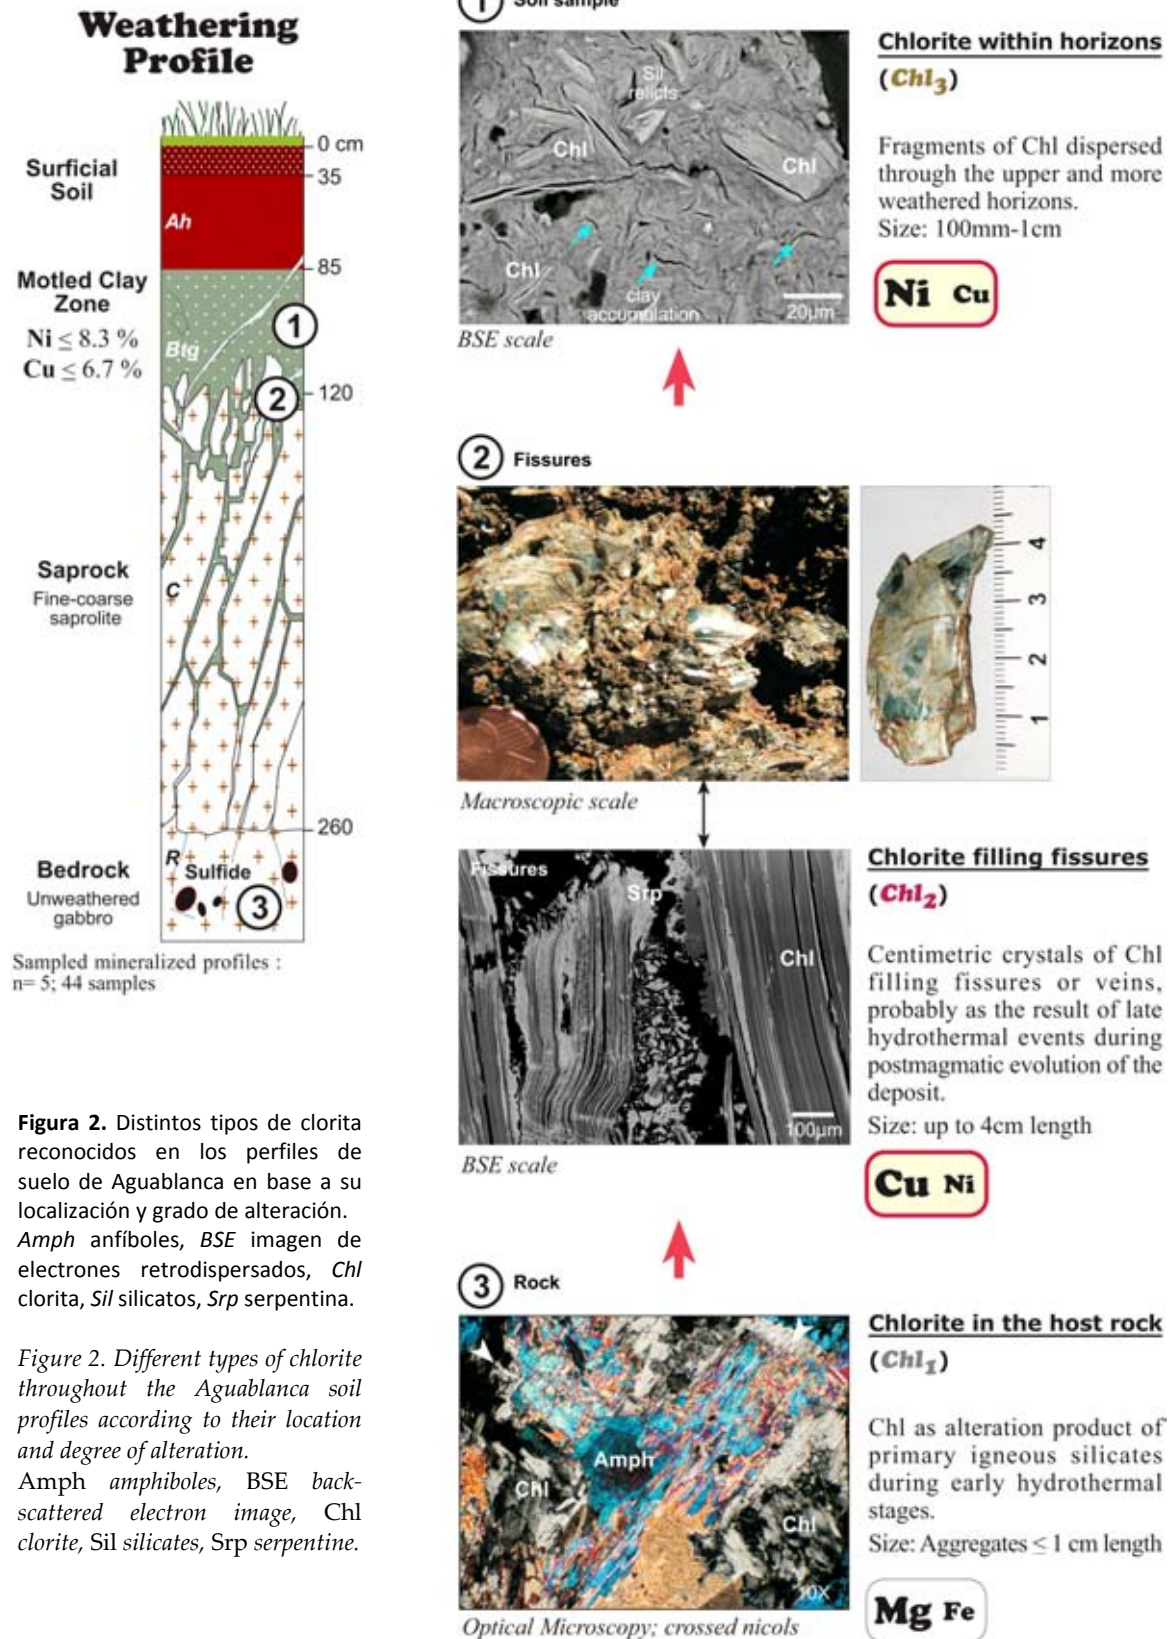 Weathering
Profile
0 cm
Surficial
Soil
35
Ah
85
Motled Clay
Zone
Ni ≤ 8.3 %
Cu ≤ 6.7 %
Btg
1
2
120
Saprock
Fine-coarse
saprolite
C
260
Bedrock
Unweathered
gabbro
R
Sulfide
3
Sampled mineralized profiles :
n= 5; 44 samples
Figura 2. Distintos tipos de clorita
reconocidos en los perfiles de
suelo de Aguablanca en base a su
localización y grado de alteración.
Amph anfíboles, BSE imagen de
electrones retrodispersados, Chl
clorita, Sil silicatos, Srp serpentina.
Figure 2. Different types of chlorite
throughout the Aguablanca soil
profiles according to their location
and degree of alteration.
Amph amphiboles, BSE back-
scattered electron image, Chl
clorite, Sil silicates, Srp serpentine.
1 Soil sample
Sil
relicts
Chl
Chl
Chl
clay
accumulation
20µm
BSE scale
Chlorite within horizons
(Chl3)
Fragments of Chl dispersed
through the upper and more
weathered horizons.
Size: 100mm-1cm
Ni Cu
2 Fissures
4
3
2
1
Macroscopic scale
Fissures
Srp
Chl
100µm
BSE scale
Chlorite filling fissures
(Chl2)
Centimetric crystals of Chl
filling fissures or veins,
probably as the result of late
hydrothermal events during
postmagmatic evolution of the
deposit.
Size: up to 4cm length
Cu Ni
3 Rock
Amph
Chl
Chl
10X
Optical Microscopy; crossed nicols
Chlorite in the host rock
(Chl1)
Chl as alteration product of
primary igneous silicates
during early hydrothermal
stages.
Size: Aggregates ≤ 1 cm length
Mg Fe